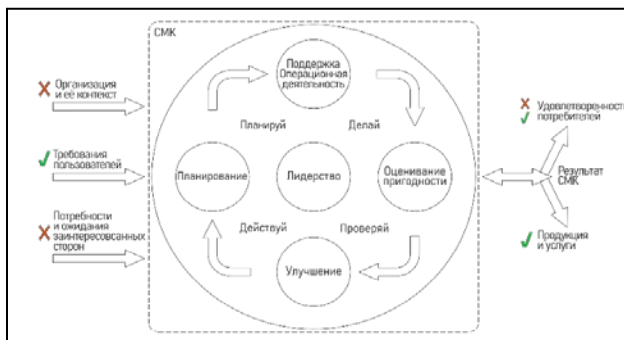 СМК
Организация
и её контекст
Требования
пользователей
Потребности
и ожидания
заинтересованных
сторон
Поддержка
Операционная
деятельность
Планируй
Делай
Планирование
Лидерство
Оценивание
пригодности
Действуй
Проверяй
Улучшение
Удовлетворенность
потребителей
Результат
СМК
Продукция
и услуги